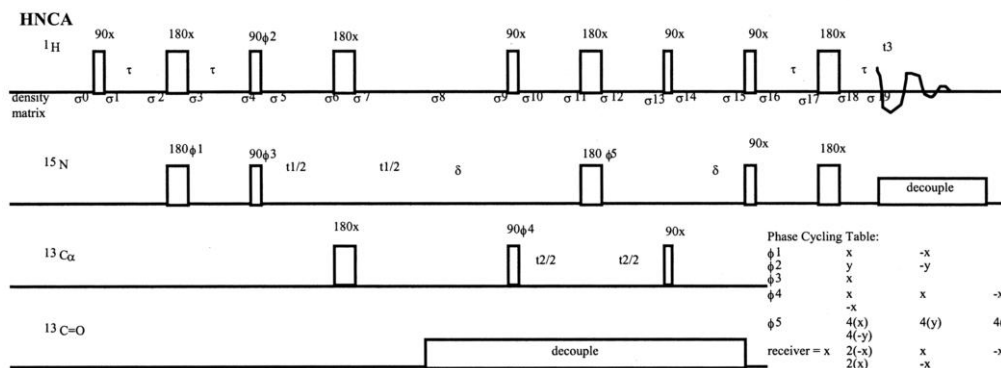 HNCA
90x 180x 90ϕ2 180x 90x 180x 90x 90x 180x
¹H τ τ τ τ t3
density matrix σ0 σ1 σ2 σ3 σ4 σ5 σ6 σ7 σ8 σ9 σ10 σ11 σ12 σ13 σ14 σ15 σ16 σ17 σ18 σ19
180ϕ1 90ϕ3 180ϕ5 90x 180x
¹⁵N t1/2 t1/2 δ δ decouple
180x 90ϕ4 90x
¹³Cα t2/2 t2/2
¹³C=O decouple
Phase Cycling Table:
ϕ1 x -x
ϕ2 y -y
ϕ3 x
ϕ4 x x -x
-x
ϕ5 4(x) 4(y) 4(
4(-y)
receiver = x 2(-x) x -x
2(x) -x